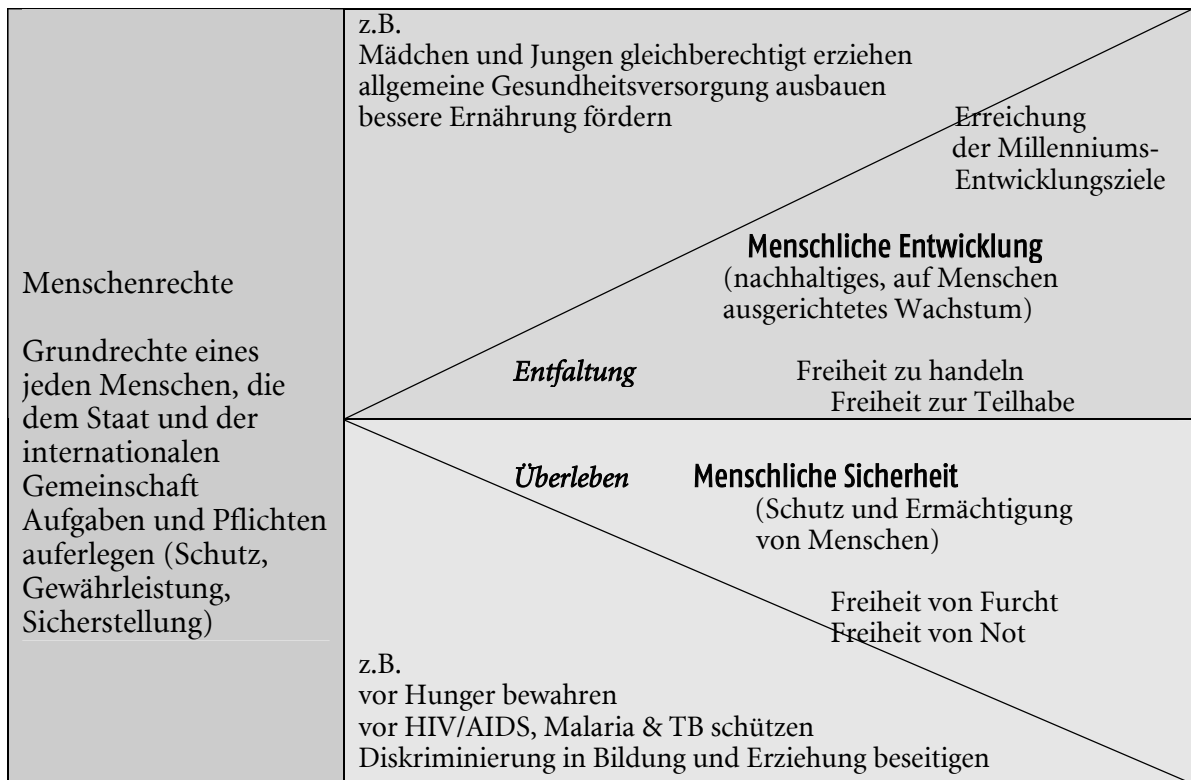 Menschenrechte
Grundrechte eines
jeden Menschen, die
dem Staat und der
internationalen
Gemeinschaft
Aufgaben und Pflichten
auferlegen (Schutz,
Gewährleistung,
Sicherstellung)
z.B.
Mädchen und Jungen gleichberechtigt erziehen
allgemeine Gesundheitsversorgung ausbauen
bessere Ernährung fördern
Erreichung
der Millenniums-
Entwicklungsziele
Menschliche Entwicklung
(nachhaltiges, auf Menschen
ausgerichtetes Wachstum)
Entfaltung
Freiheit zu handeln
Freiheit zur Teilhabe
Überleben
Menschliche Sicherheit
(Schutz und Ermächtigung
von Menschen)
Freiheit von Furcht
Freiheit von Not
z.B.
vor Hunger bewahren
vor HIV/AIDS, Malaria & TB schützen
Diskriminierung in Bildung und Erziehung beseitigen